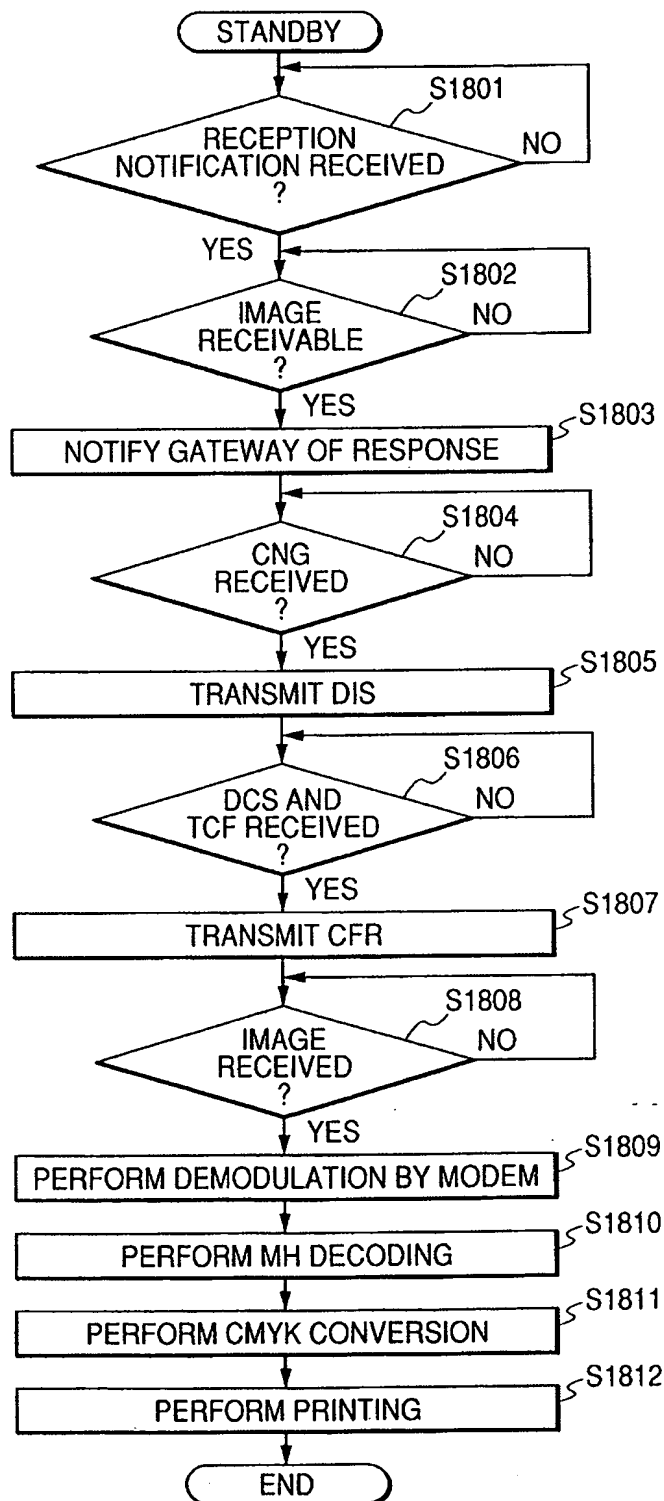 STANDBY
S1801
RECEPTION
NOTIFICATION RECEIVED
?
NO
YES
S1802
IMAGE
RECEIVABLE
?
NO
YES
S1803
NOTIFY GATEWAY OF RESPONSE
S1804
CNG
RECEIVED
?
NO
YES
S1805
TRANSMIT DIS
S1806
DCS AND
TCF RECEIVED
?
NO
YES
S1807
TRANSMIT CFR
S1808
IMAGE
RECEIVED
?
NO
YES
S1809
PERFORM DEMODULATION BY MODEM
S1810
PERFORM MH DECODING
S1811
PERFORM CMYK CONVERSION
S1812
PERFORM PRINTING
END